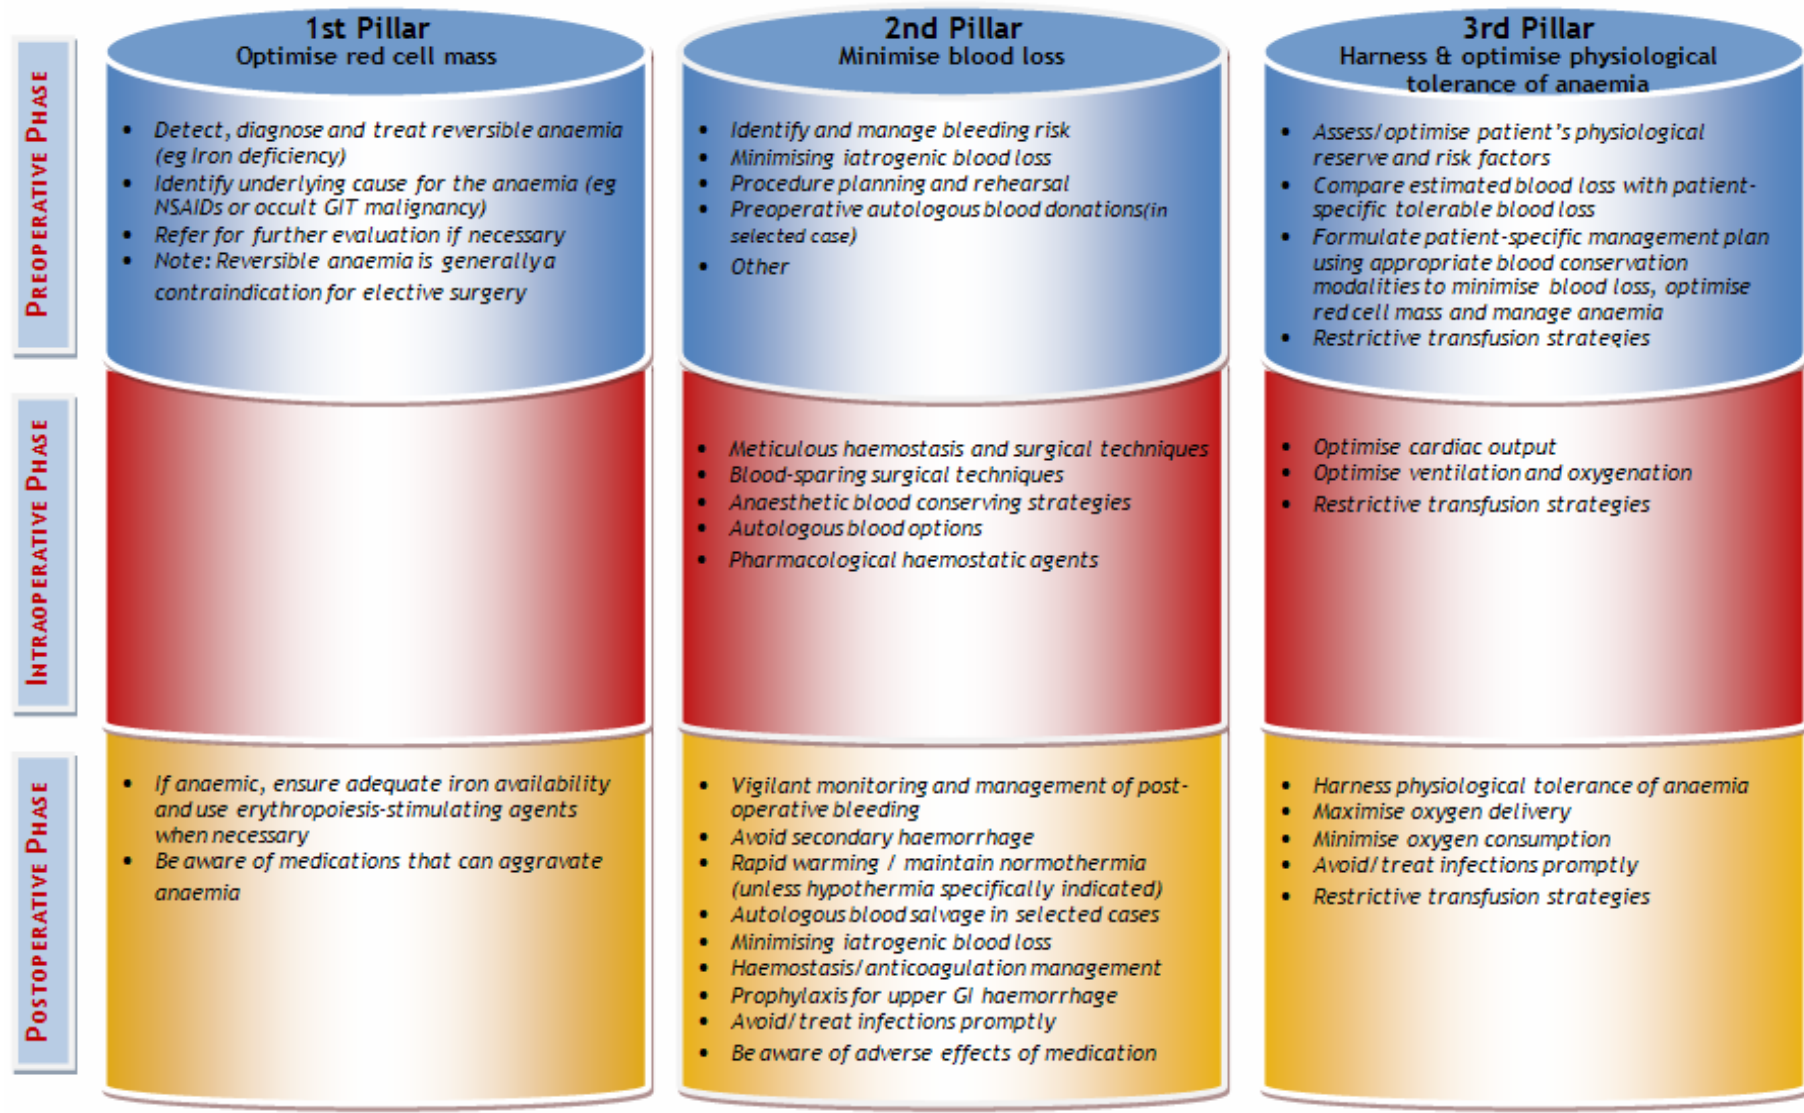 1st Pillar
Optimise red cell mass
2nd Pillar
Minimise blood loss
3rd Pillar
Harness & optimise physiological
tolerance of anaemia
PREOPERATIVE PHASE
• Detect, diagnose and treat reversible anaemia
(eg Iron deficiency)
• Identify underlying cause for the anaemia (eg
NSAIDs or occult GIT malignancy)
• Refer for further evaluation if necessary
• Note: Reversible anaemia is generally a
contraindication for elective surgery
• Identify and manage bleeding risk
• Minimising iatrogenic blood loss
• Procedure planning and rehearsal
• Preoperative autologous blood donations(in
selected case)
• Other
• Assess/optimise patient's physiological
reserve and risk factors
• Compare estimated blood loss with patient-
specific tolerable blood loss
• Formulate patient-specific management plan
using appropriate blood conservation
modalities to minimise blood loss, optimise
red cell mass and manage anaemia
• Restrictive transfusion strategies
INTRAOPERATIVE PHASE
• Meticulous haemostasis and surgical techniques
• Blood-sparing surgical techniques
• Anaesthetic blood conserving strategies
• Autologous blood options
• Pharmacological haemostatic agents
• Optimise cardiac output
• Optimise ventilation and oxygenation
• Restrictive transfusion strategies
POSTOPERATIVE PHASE
• If anaemic, ensure adequate iron availability
and use erythropoiesis-stimulating agents
when necessary
• Be aware of medications that can aggravate
anaemia
• Vigilant monitoring and management of post-
operative bleeding
• Avoid secondary haemorrhage
• Rapid warming / maintain normothermia
(unless hypothermia specifically indicated)
• Autologous blood salvage in selected cases
• Minimising iatrogenic blood loss
• Haemostasis/anticoagulation management
• Prophylaxis for upper GI haemorrhage
• Avoid/treat infections promptly
• Be aware of adverse effects of medication
• Harness physiological tolerance of anaemia
• Maximise oxygen delivery
• Minimise oxygen consumption
• Avoid/treat infections promptly
• Restrictive transfusion strategies